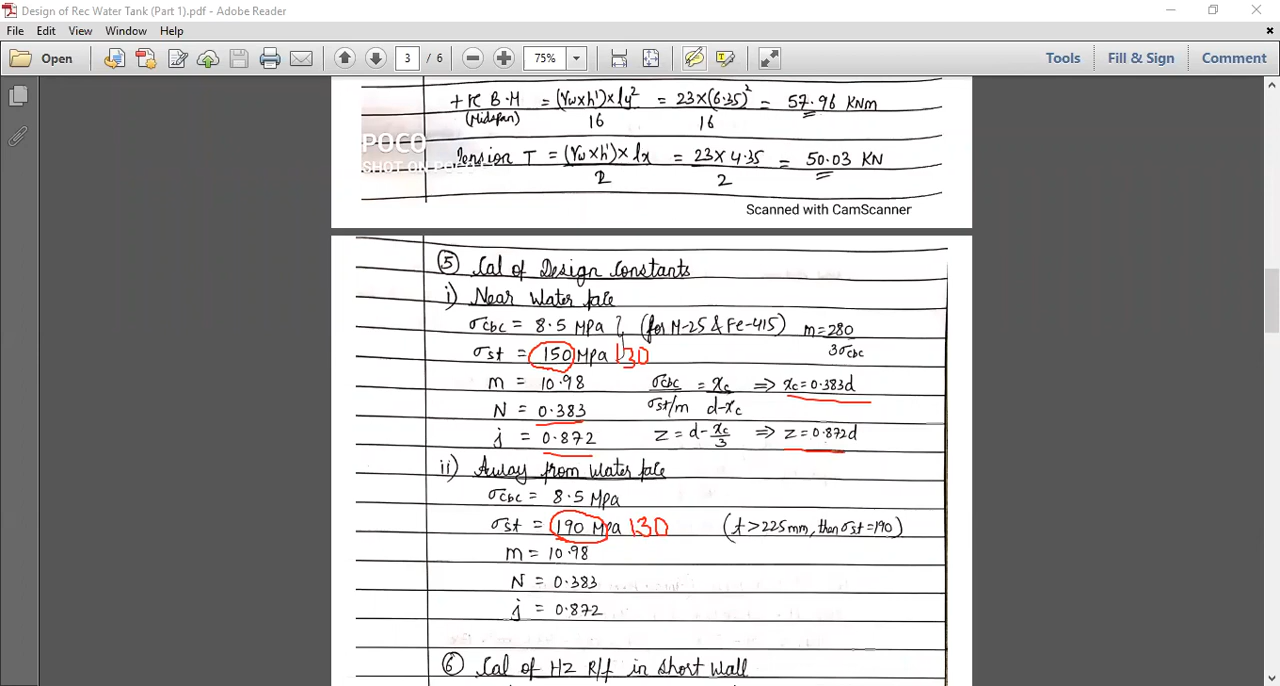 Design of Rec Water Tank (Part 1).pdf - Adobe Reader
File Edit View Window Help
Open 3 / 6 75% Tools Fill & Sign Comment
+ve B.M = (γw×h')×ly² = 23×(6.35)² = 57.96 KNm
(Midspan) 16 16
POCO
Tension T = (γw×h')×lx = 23×4.35 = 50.03 KN
SHOT ON POCO
2 2
Scanned with CamScanner
⑤ Cal of Design Constants
i) Near Water face
σcbc = 8.5 MPa } (for M-25 & Fe-415) m = 280
σst = 150 MPa 130 3σcbc
m = 10.98 σcbc = xc ⇒ xc = 0.383d
N = 0.383 σst/m d-xc
j = 0.872 z = d-xc/3 ⇒ z = 0.872d
ii) Away from Water face
σcbc = 8.5 MPa
σst = 190 MPa 130 (t > 225mm, then σst = 190)
m = 10.98
N = 0.383
j = 0.872
⑥ Cal of HZ R/f in Short Wall